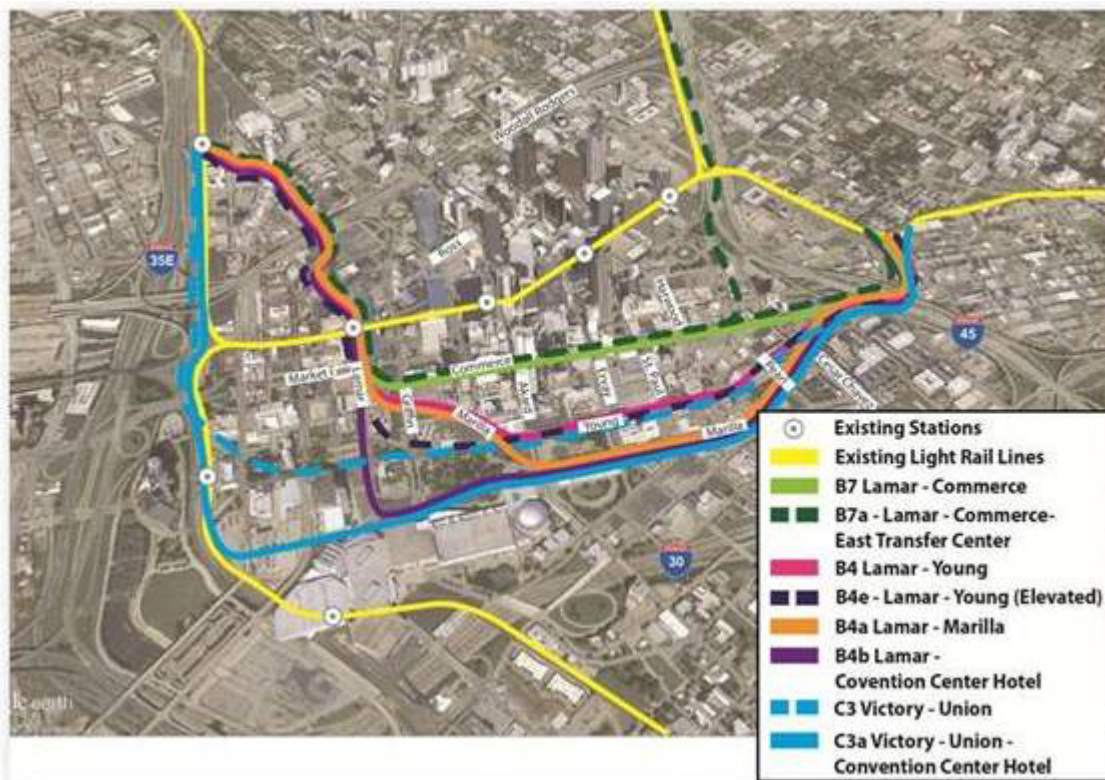 Woodall Rodgers
Ross
35E
Harwood
45
Commerce
Market
Lamar
Griffin
Akard
Ervay
St. Paul
Marilla
Young
Cesar Chavez
Marilla
30
Existing Stations
Existing Light Rail Lines
B7 Lamar - Commerce
B7a - Lamar - Commerce-
East Transfer Center
B4 Lamar - Young
B4e - Lamar - Young (Elevated)
B4a Lamar - Marilla
B4b Lamar -
Covention Center Hotel
C3 Victory - Union
C3a Victory - Union -
Convention Center Hotel